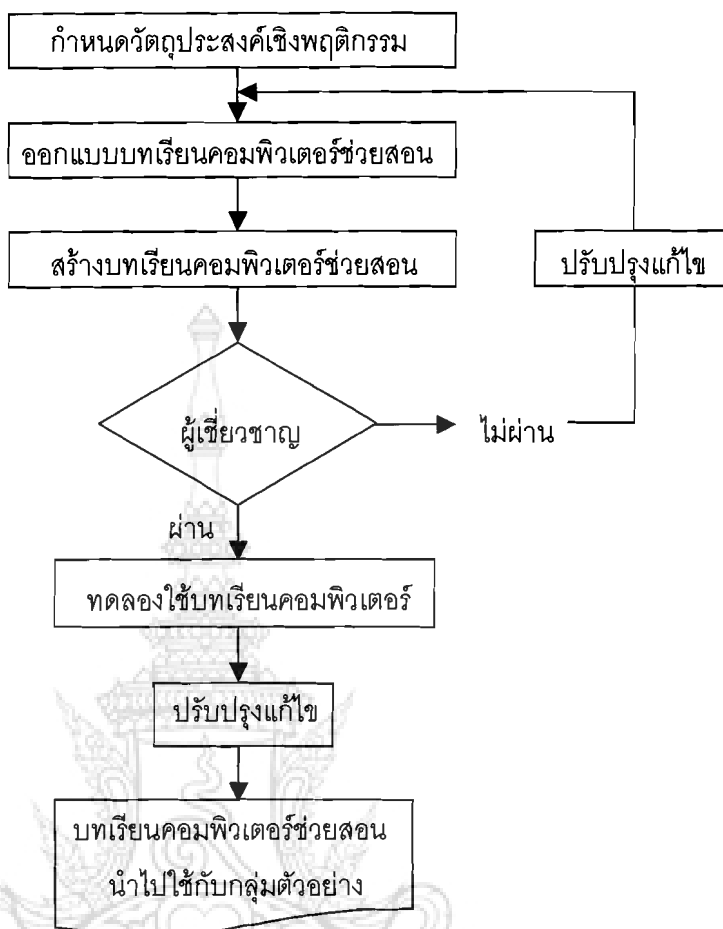 กำหนดวัตถุประสงค์เชิงพฤติกรรม
ออกแบบบทเรียนคอมพิวเตอร์ช่วยสอน
สร้างบทเรียนคอมพิวเตอร์ช่วยสอน
ปรับปรุงแก้ไข
ผู้เชี่ยวชาญ
ไม่ผ่าน
ผ่าน
ทดลองใช้บทเรียนคอมพิวเตอร์
ปรับปรุงแก้ไข
บทเรียนคอมพิวเตอร์ช่วยสอน
นำไปใช้กับกลุ่มตัวอย่าง